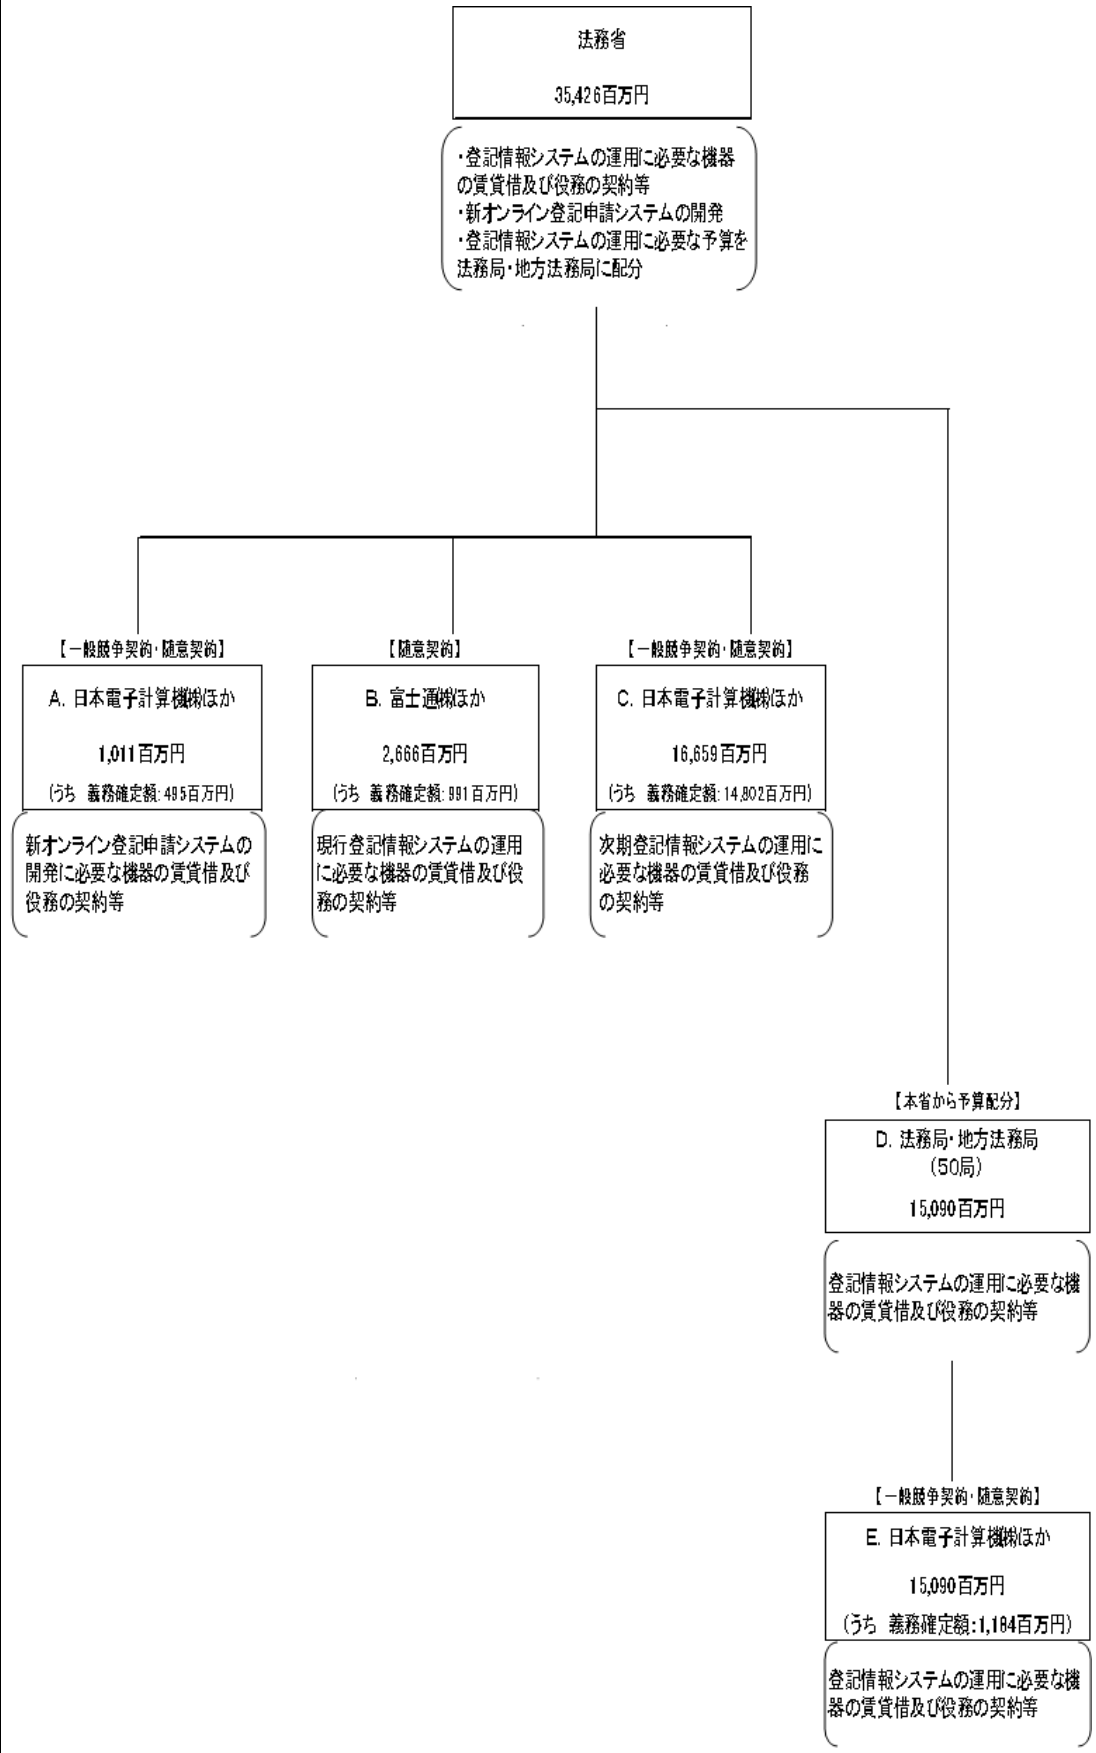 法務省
35,426百万円
・登記情報システムの運用に必要な機器
の賃貸借及び役務の契約等
・新オンライン登記申請システムの開発
・登記情報システムの運用に必要な予算を
法務局・地方法務局に配分
【一般競争契約・随意契約】
A. 日本電子計算機㈱ほか
1,011百万円
(うち 義務確定額:495百万円)
新オンライン登記申請システムの
開発に必要な機器の賃貸借及び
役務の契約等
【随意契約】
B. 富士通㈱ほか
2,666百万円
(うち 義務確定額:991百万円)
現行登記情報システムの運用
に必要な機器の賃貸借及び役
務の契約等
【一般競争契約・随意契約】
C. 日本電子計算機㈱ほか
16,659百万円
(うち 義務確定額:14,802百万円)
次期登記情報システムの運用に
必要な機器の賃貸借及び役務
の契約等
【本省から予算配分】
D. 法務局・地方法務局
(50局)
15,090百万円
登記情報システムの運用に必要な機
器の賃貸借及び役務の契約等
【一般競争契約・随意契約】
E. 日本電子計算機㈱ほか
15,090百万円
(うち 義務確定額:1,184百万円)
登記情報システムの運用に必要な機
器の賃貸借及び役務の契約等